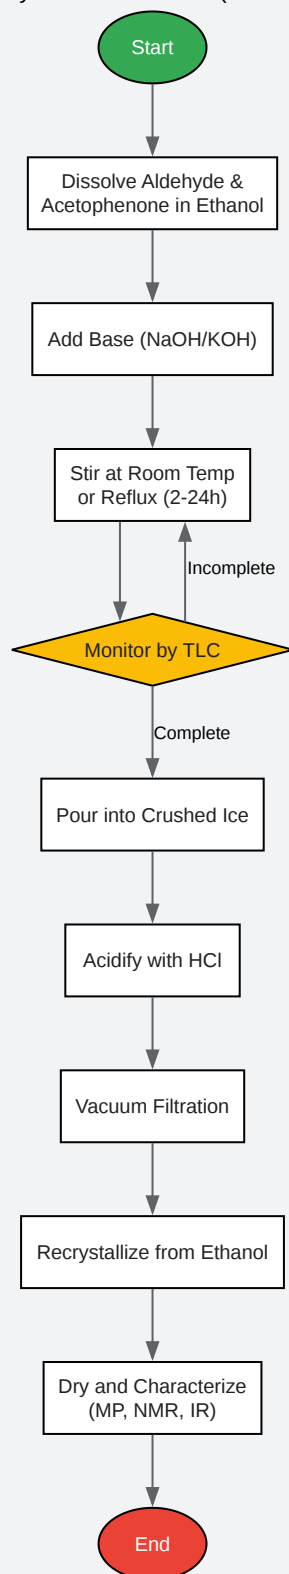 Start
Dissolve Aldehyde &
Acetophenone in Ethanol
Add Base (NaOH/KOH)
Stir at Room Temp
or Reflux (2-24h)
Incomplete
Monitor by TLC
Complete
Pour into Crushed Ice
Acidify with HCl
Vacuum Filtration
Recrystallize from Ethanol
Dry and Characterize
(MP, NMR, IR)
End